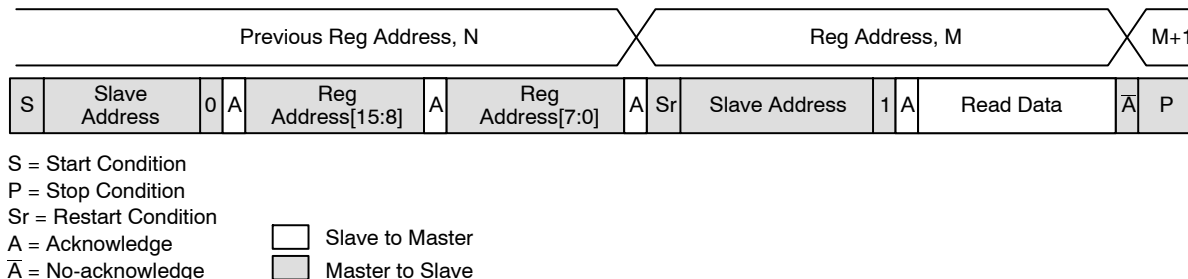 Previous Reg Address, N Reg Address, M M+1
S Slave Address 0 A Reg Address[15:8] A Reg Address[7:0] A Sr Slave Address 1 A Read Data A̅ P
S = Start Condition
P = Stop Condition
Sr = Restart Condition
A = Acknowledge
A̅ = No-acknowledge
Slave to Master
Master to Slave